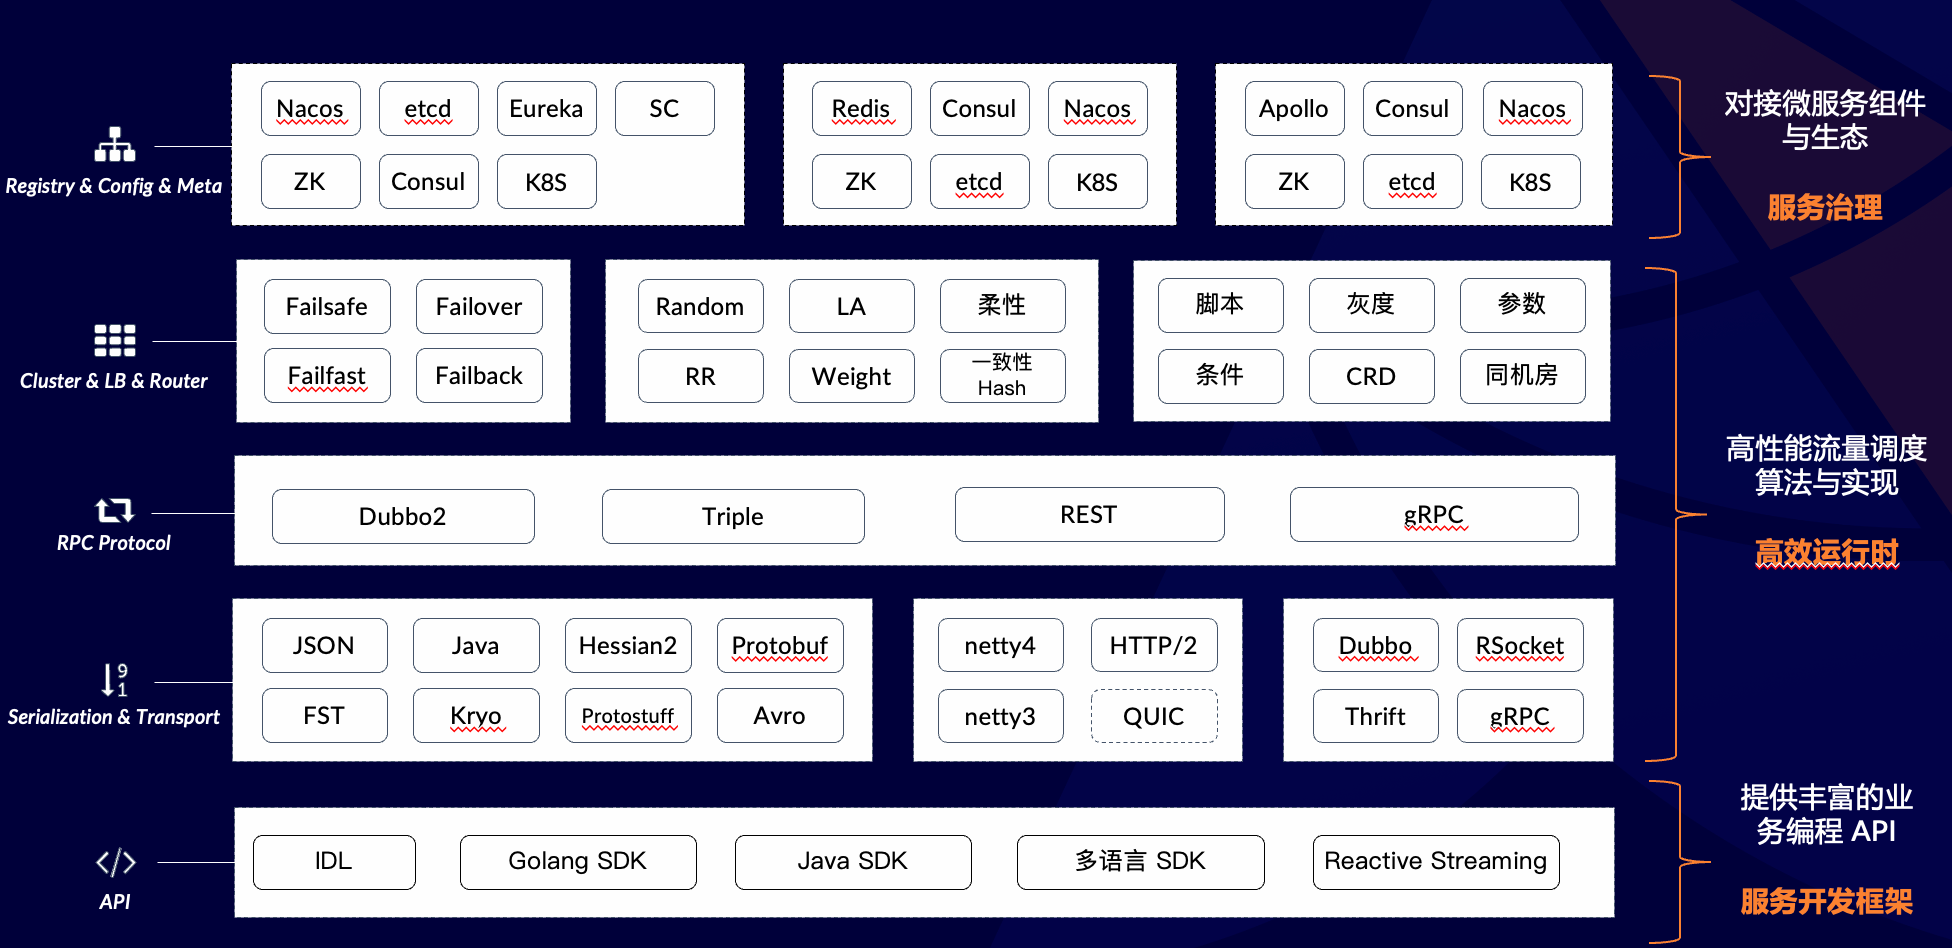 Registry & Config & Meta
Nacos etcd Eureka SC
ZK Consul K8S
Redis Consul Nacos
ZK etcd K8S
Apollo Consul Nacos
ZK etcd K8S
对接微服务组件
与生态
服务治理
Cluster & LB & Router
Failsafe Failover
Failfast Failback
Random LA 柔性
RR Weight 一致性
Hash
脚本 灰度 参数
条件 CRD 同机房
RPC Protocol
Dubbo2 Triple REST gRPC
高性能流量调度
算法与实现
高效运行时
9
1
Serialization & Transport
JSON Java Hessian2 Protobuf
FST Kryo Protostuff Avro
netty4 HTTP/2
netty3 QUIC
Dubbo RSocket
Thrift gRPC
API
IDL Golang SDK Java SDK 多语言 SDK Reactive Streaming
提供丰富的业
务编程 API
服务开发框架